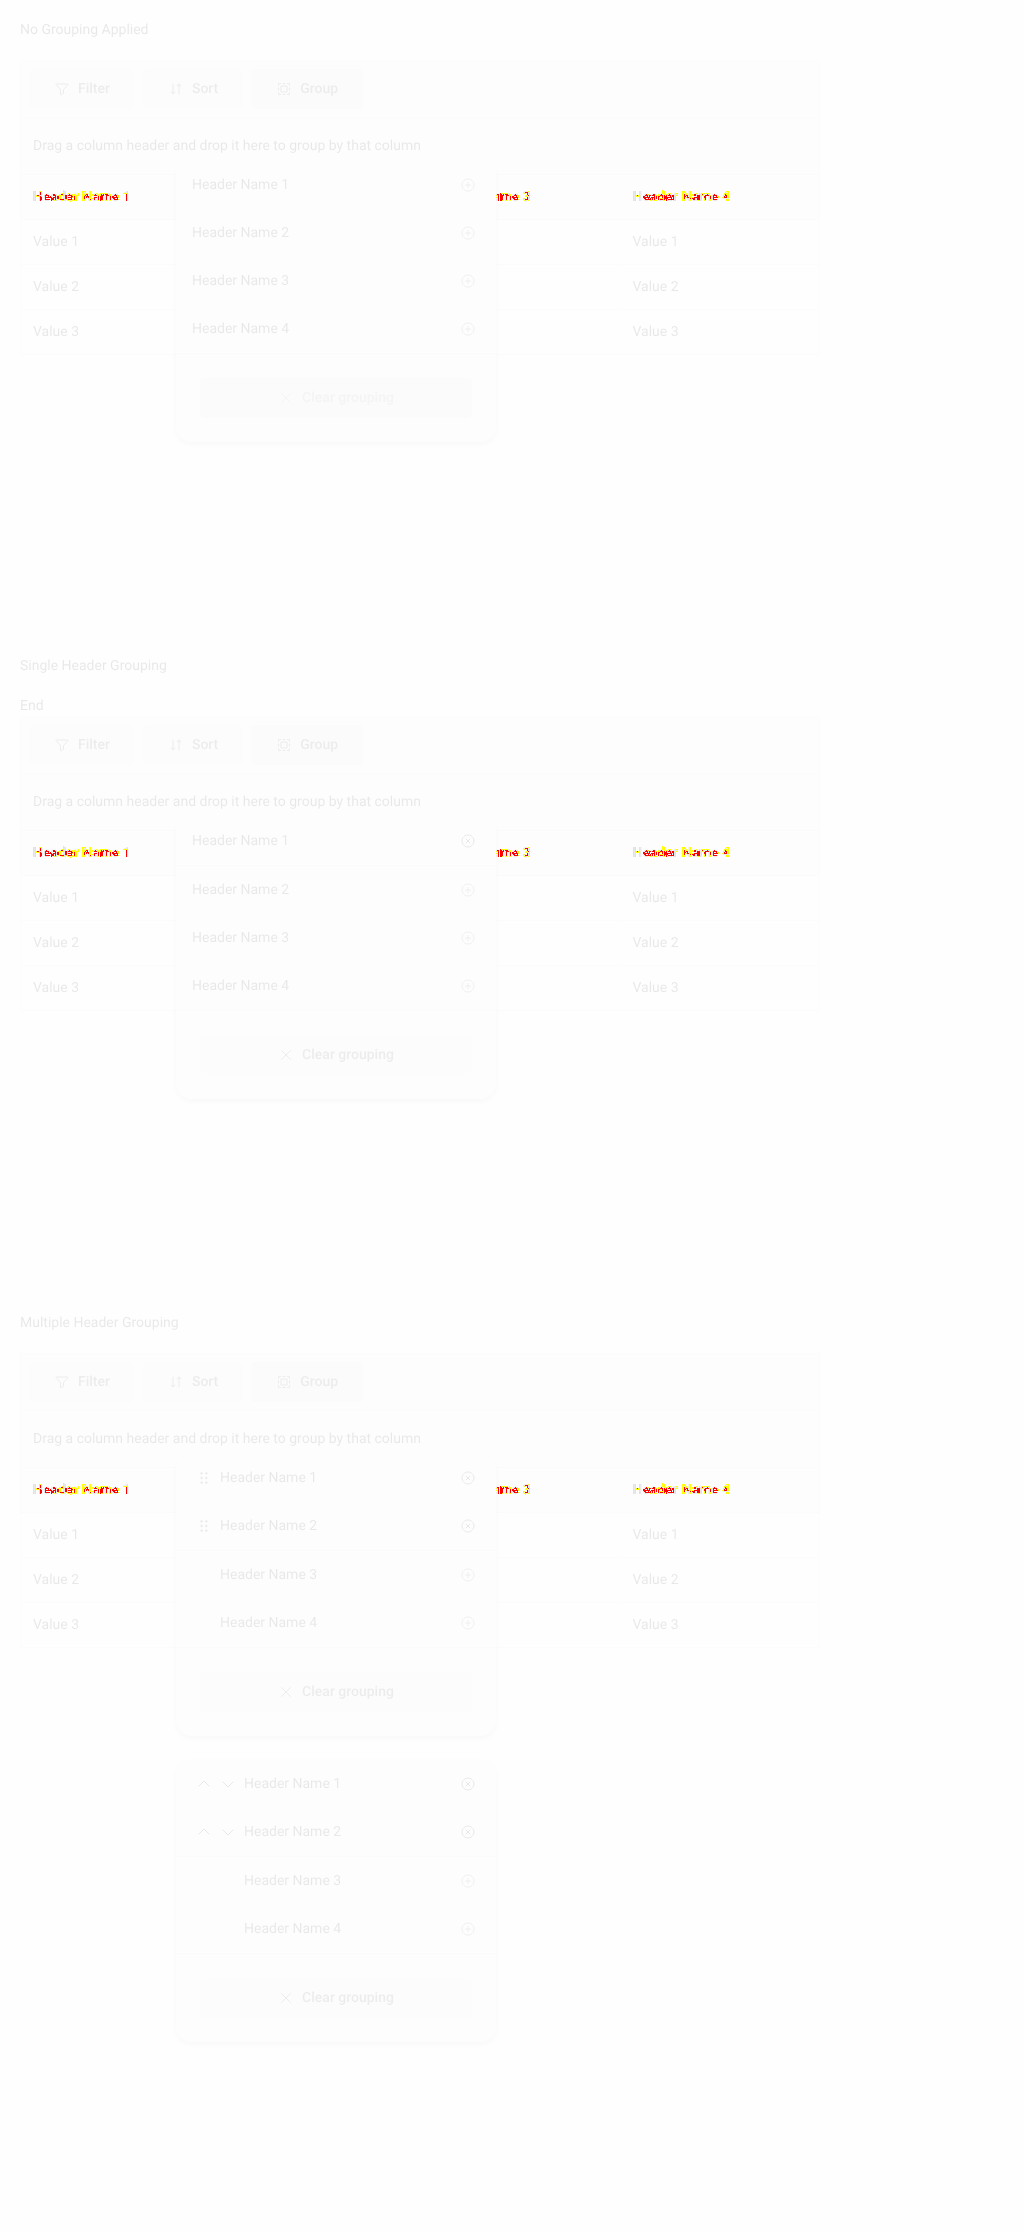 No Grouping Applied
Filter Sort Group
Drag a column header and drop it here to group by that column
Header Name 1
Header Name 1 me 3 Header Name 4
Header Name 2
Value 1 Value 1
Header Name 3
Value 2 Value 2
Header Name 4
Value 3 Value 3
Clear grouping
Single Header Grouping
End
Filter Sort Group
Drag a column header and drop it here to group by that column
Header Name 1
Header Name 1 me 3 Header Name 4
Header Name 2
Value 1 Value 1
Header Name 3
Value 2 Value 2
Header Name 4
Value 3 Value 3
Clear grouping
Multiple Header Grouping
Filter Sort Group
Drag a column header and drop it here to group by that column
Header Name 1
Header Name 1 me 3 Header Name 4
Header Name 2
Value 1 Value 1
Header Name 3
Value 2 Value 2
Header Name 4
Value 3 Value 3
Clear grouping
Header Name 1
Header Name 2
Header Name 3
Header Name 4
Clear grouping